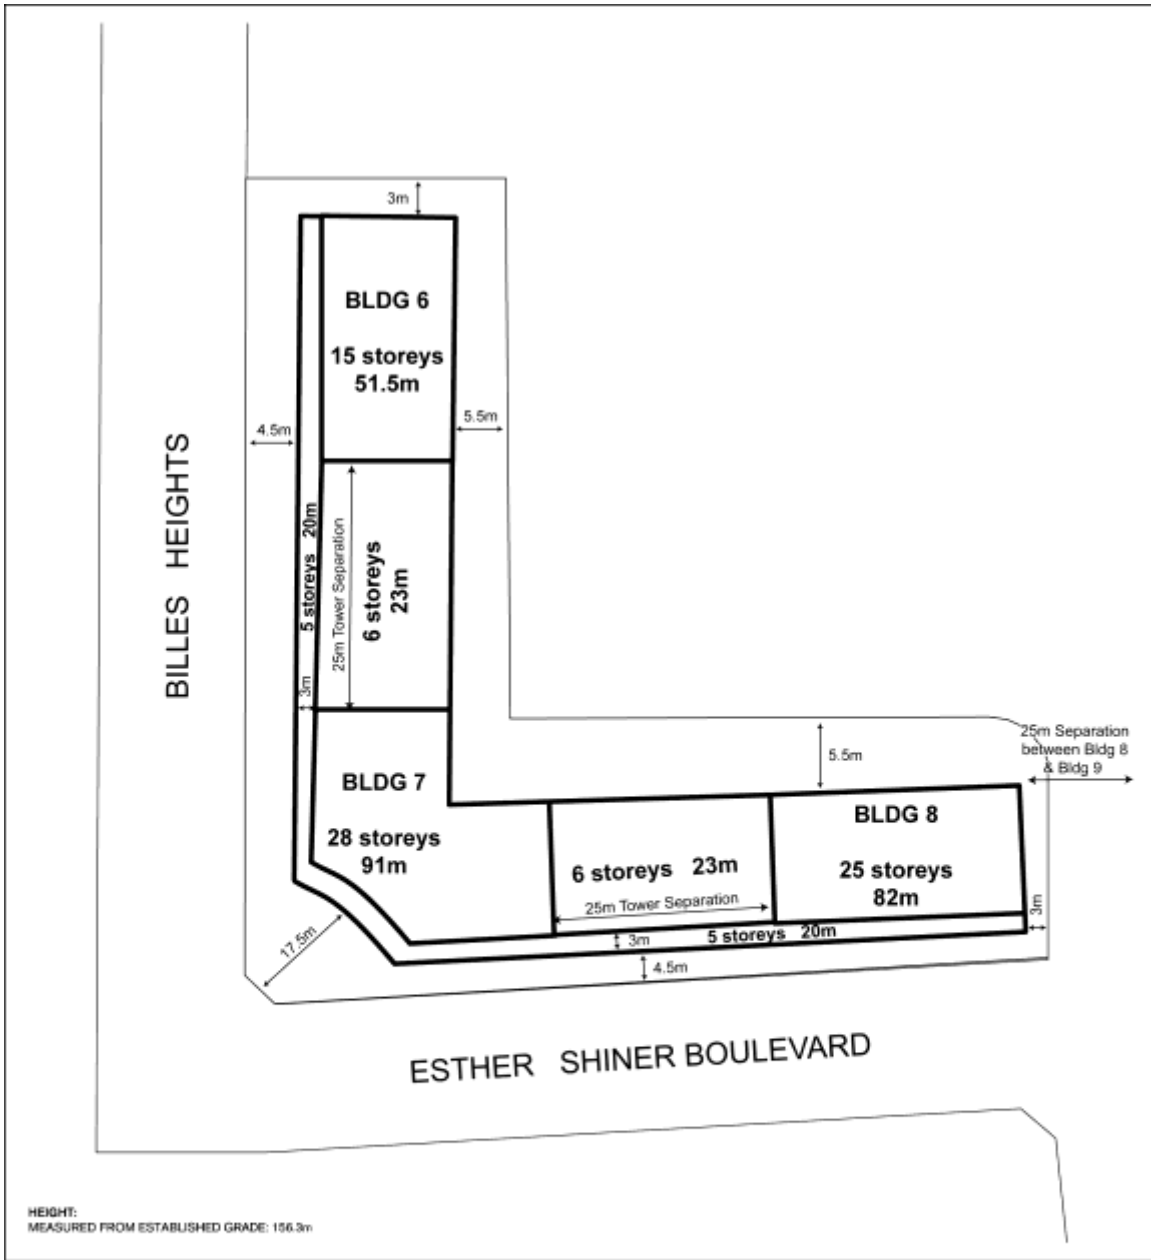 3m
BLDG 6
15 storeys
51.5m
4.5m
5.5m
BILLES HEIGHTS
5 storeys 20m
25m Tower Separation
6 storeys
23m
3m
BLDG 7
28 storeys
91m
5.5m
25m Separation
between Bldg 8
& Bldg 9
BLDG 8
25 storeys
82m
6 storeys 23m
25m Tower Separation
3m
17.5m
3m
5 storeys 20m
4.5m
ESTHER SHINER BOULEVARD
HEIGHT:
MEASURED FROM ESTABLISHED GRADE: 156.3m